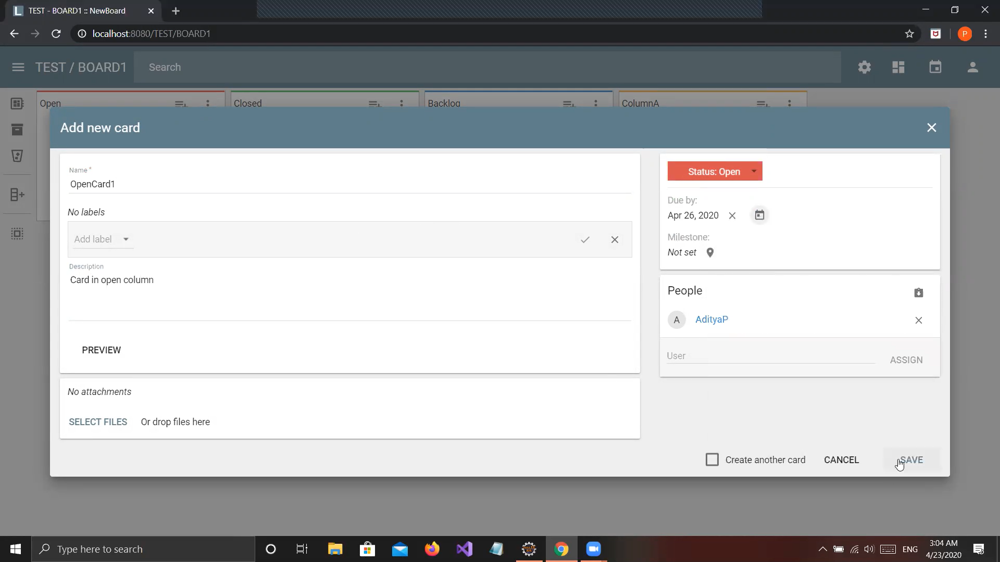 L TEST - BOARD1 :: NewBoard
localhost:8080/TEST/BOARD1
P
TEST / BOARD1 Search
Open Closed Backlog ColumnA
Add new card
Name *
OpenCard1
No labels
Add label
Description
Card in open column
PREVIEW
No attachments
SELECT FILES Or drop files here
Status: Open
Due by:
Apr 26, 2020
Milestone:
Not set
People
A AdityaP
User
ASSIGN
Create another card CANCEL SAVE
Type here to search
ENG
3:04 AM
4/23/2020